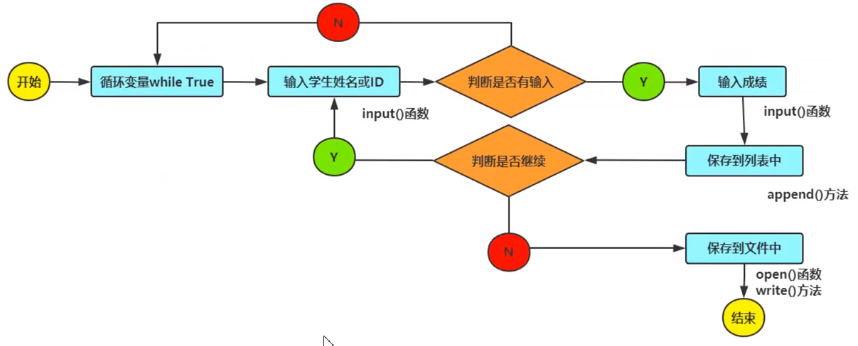 N
开始
循环变量while True
输入学生姓名或ID
判断是否有输入
Y
输入成绩
input()函数
input()函数
Y
判断是否继续
保存到列表中
append()方法
N
保存到文件中
open()函数
write()方法
结束